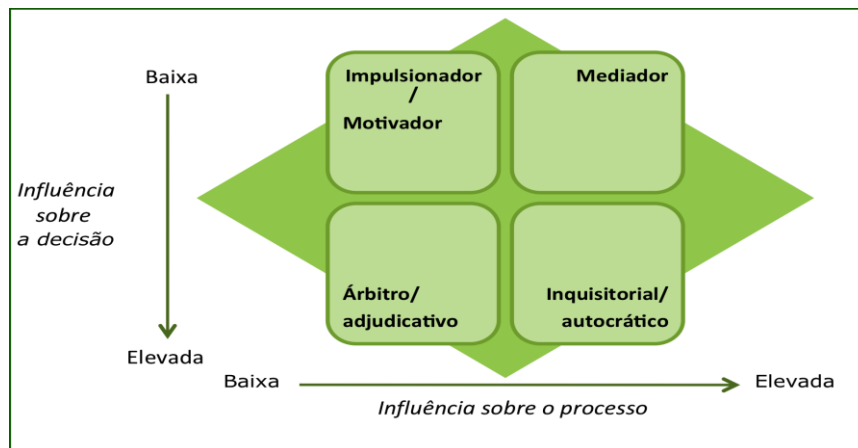 Baixa
Impulsionador
/
Motivador
Mediador
Influência
sobre
a decisão
Árbitro/
adjudicativo
Inquisitorial/
autocrático
Elevada
Baixa
Elevada
Influência sobre o processo